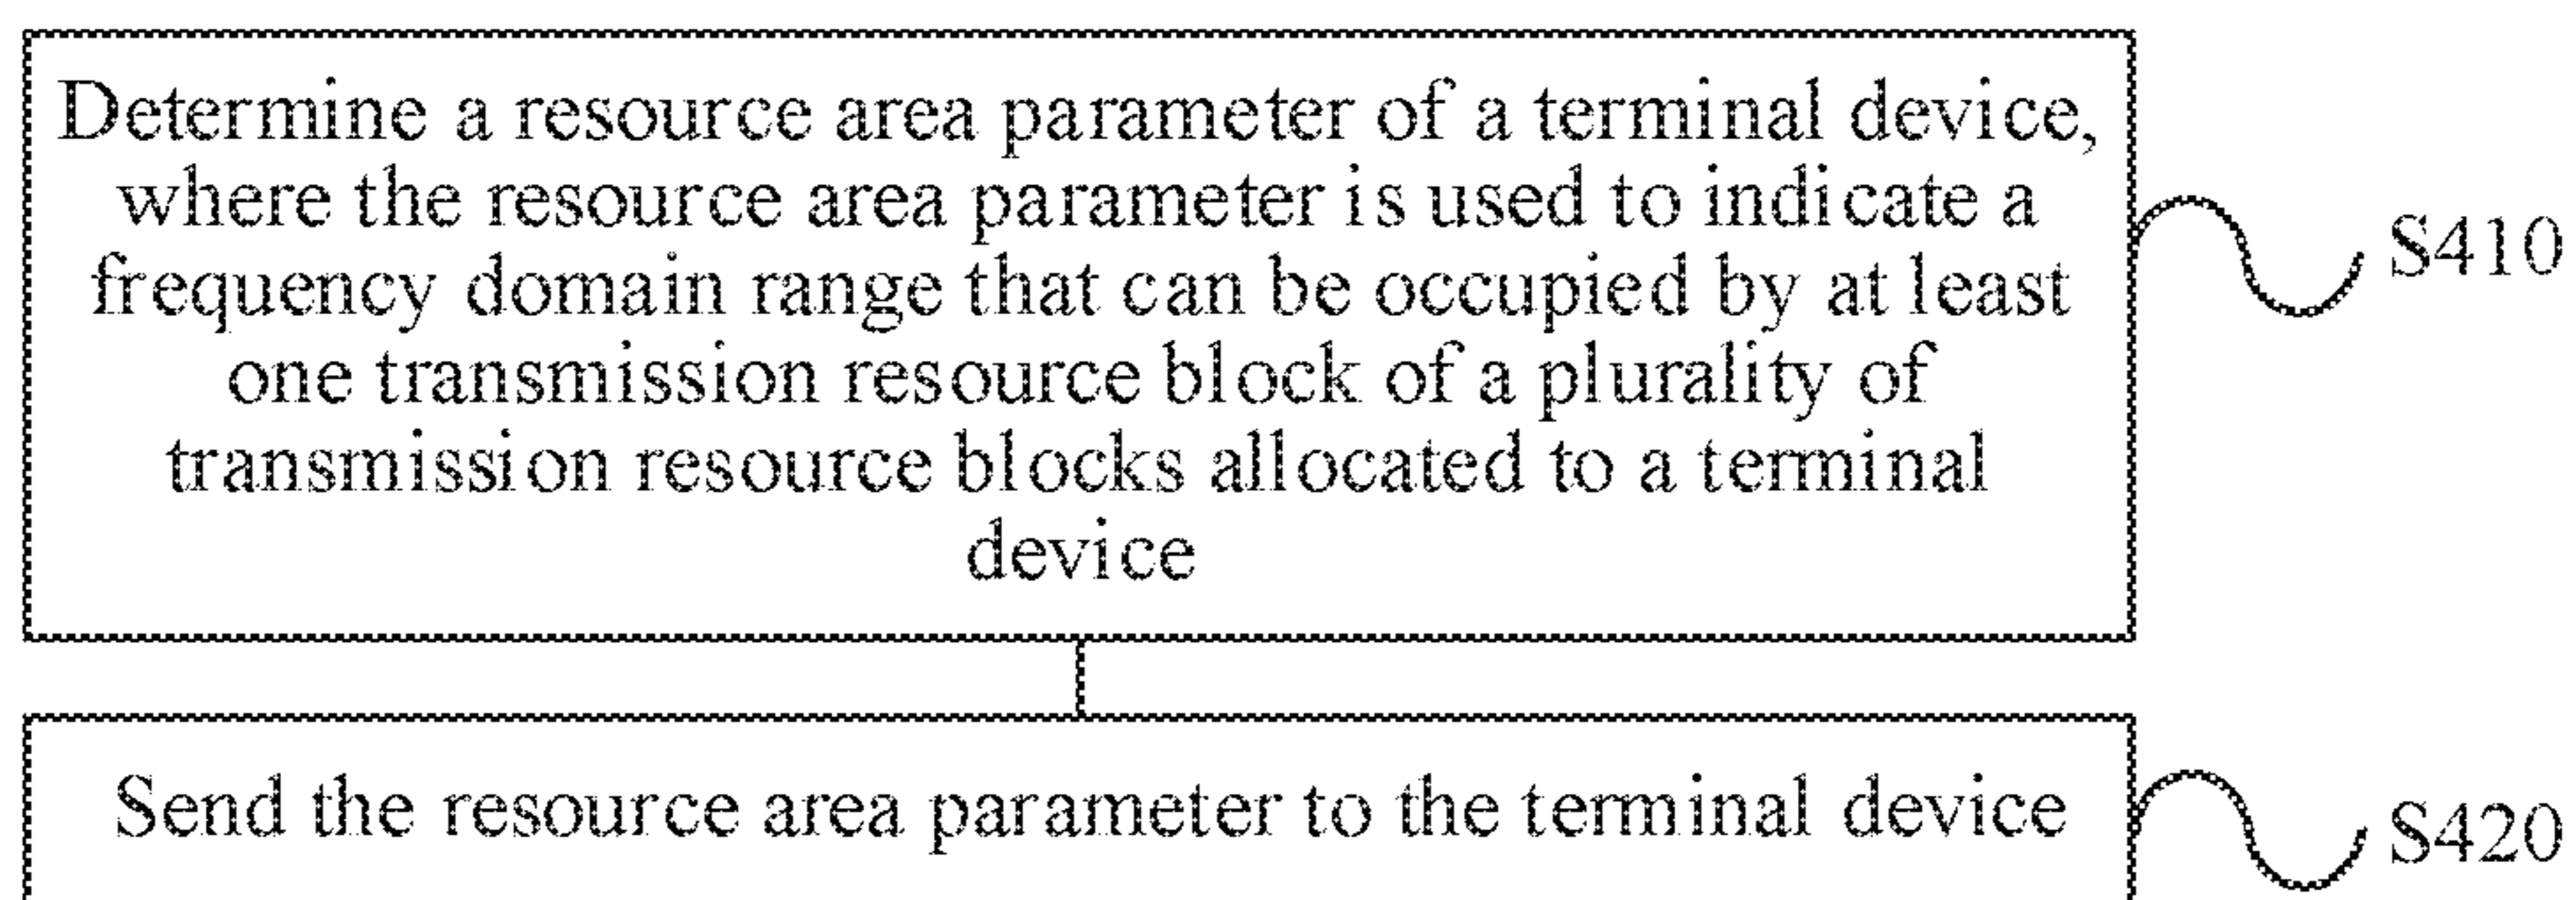 Determine a resource area parameter of a terminal device,
where the resource area parameter is used to indicate a
frequency domain range that can be occupied by at least
one transmission resource block of a plurality of
transmission resource blocks allocated to a terminal
device
S410
Send the resource area parameter to the terminal device
S420